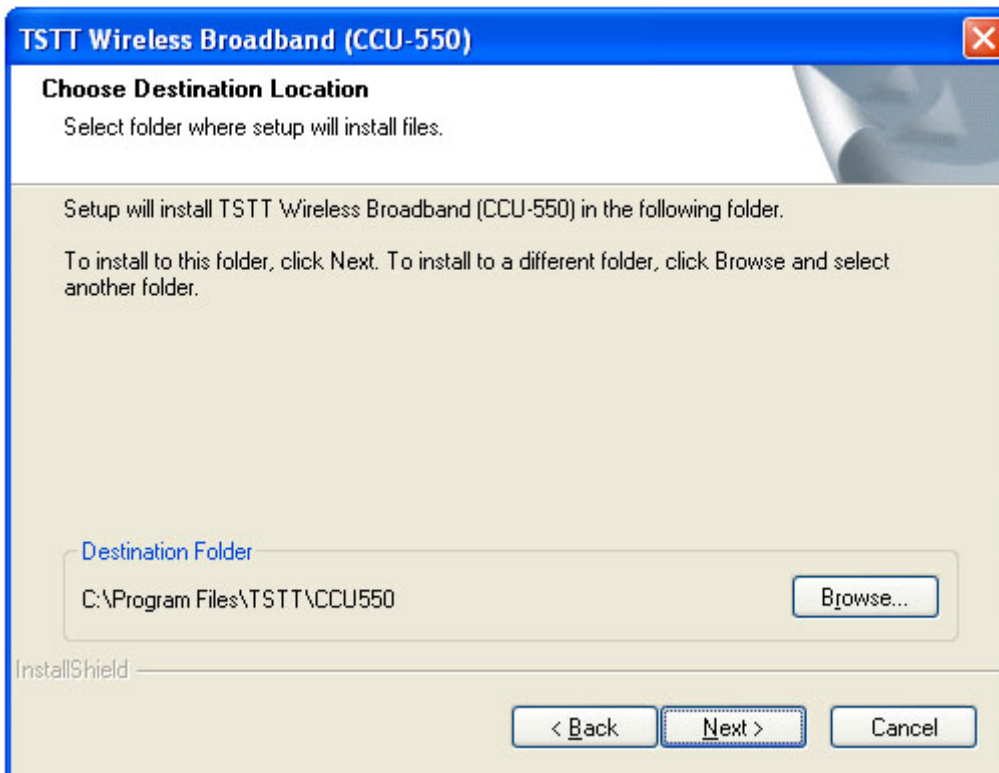 TSTT Wireless Broadband (CCU-550)
Choose Destination Location
Select folder where setup will install files.
Setup will install TSTT Wireless Broadband (CCU-550) in the following folder.
To install to this folder, click Next. To install to a different folder, click Browse and select
another folder.
Destination Folder
C:\Program Files\TSTT\CCU550
Browse...
InstallShield
< Back
Next >
Cancel